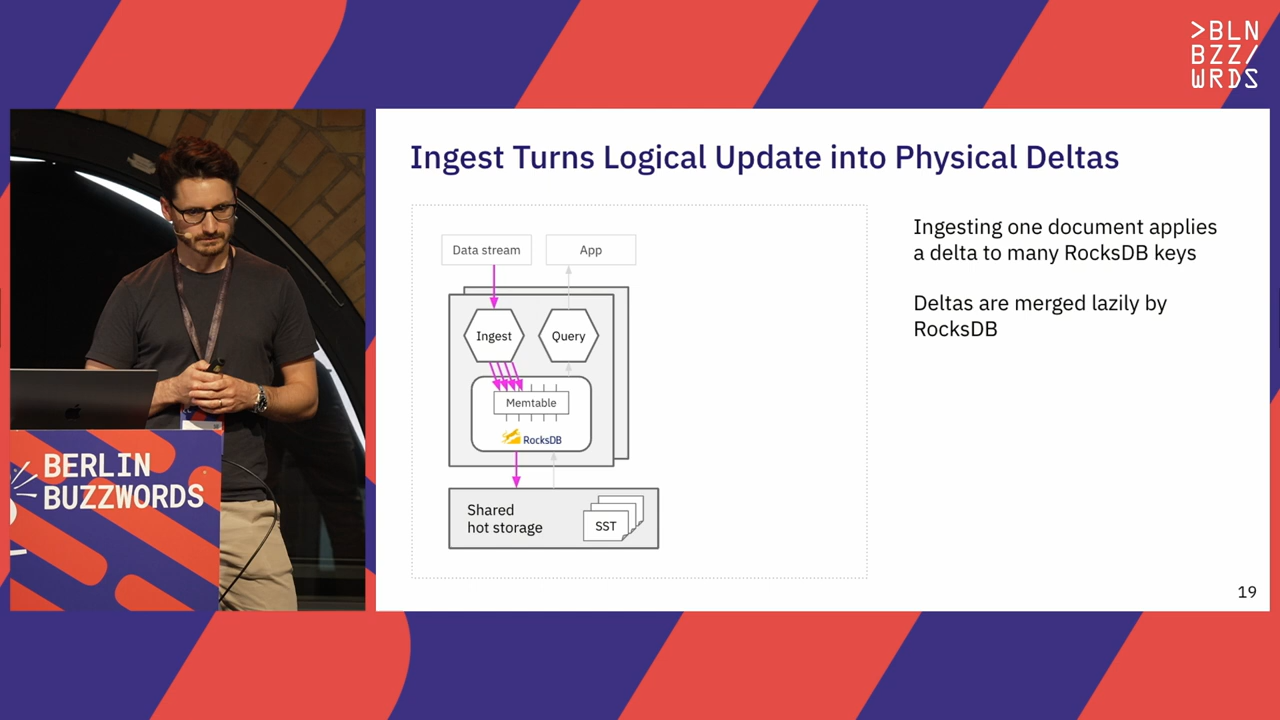 >BLN
BZZ/
WRDS
Ingest Turns Logical Update into Physical Deltas
Data stream
App
Ingest
Query
Memtable
RocksDB
Shared
hot storage
SST
Ingesting one document applies
a delta to many RocksDB keys
Deltas are merged lazily by
RocksDB
19
BERLIN
BUZZWORDS